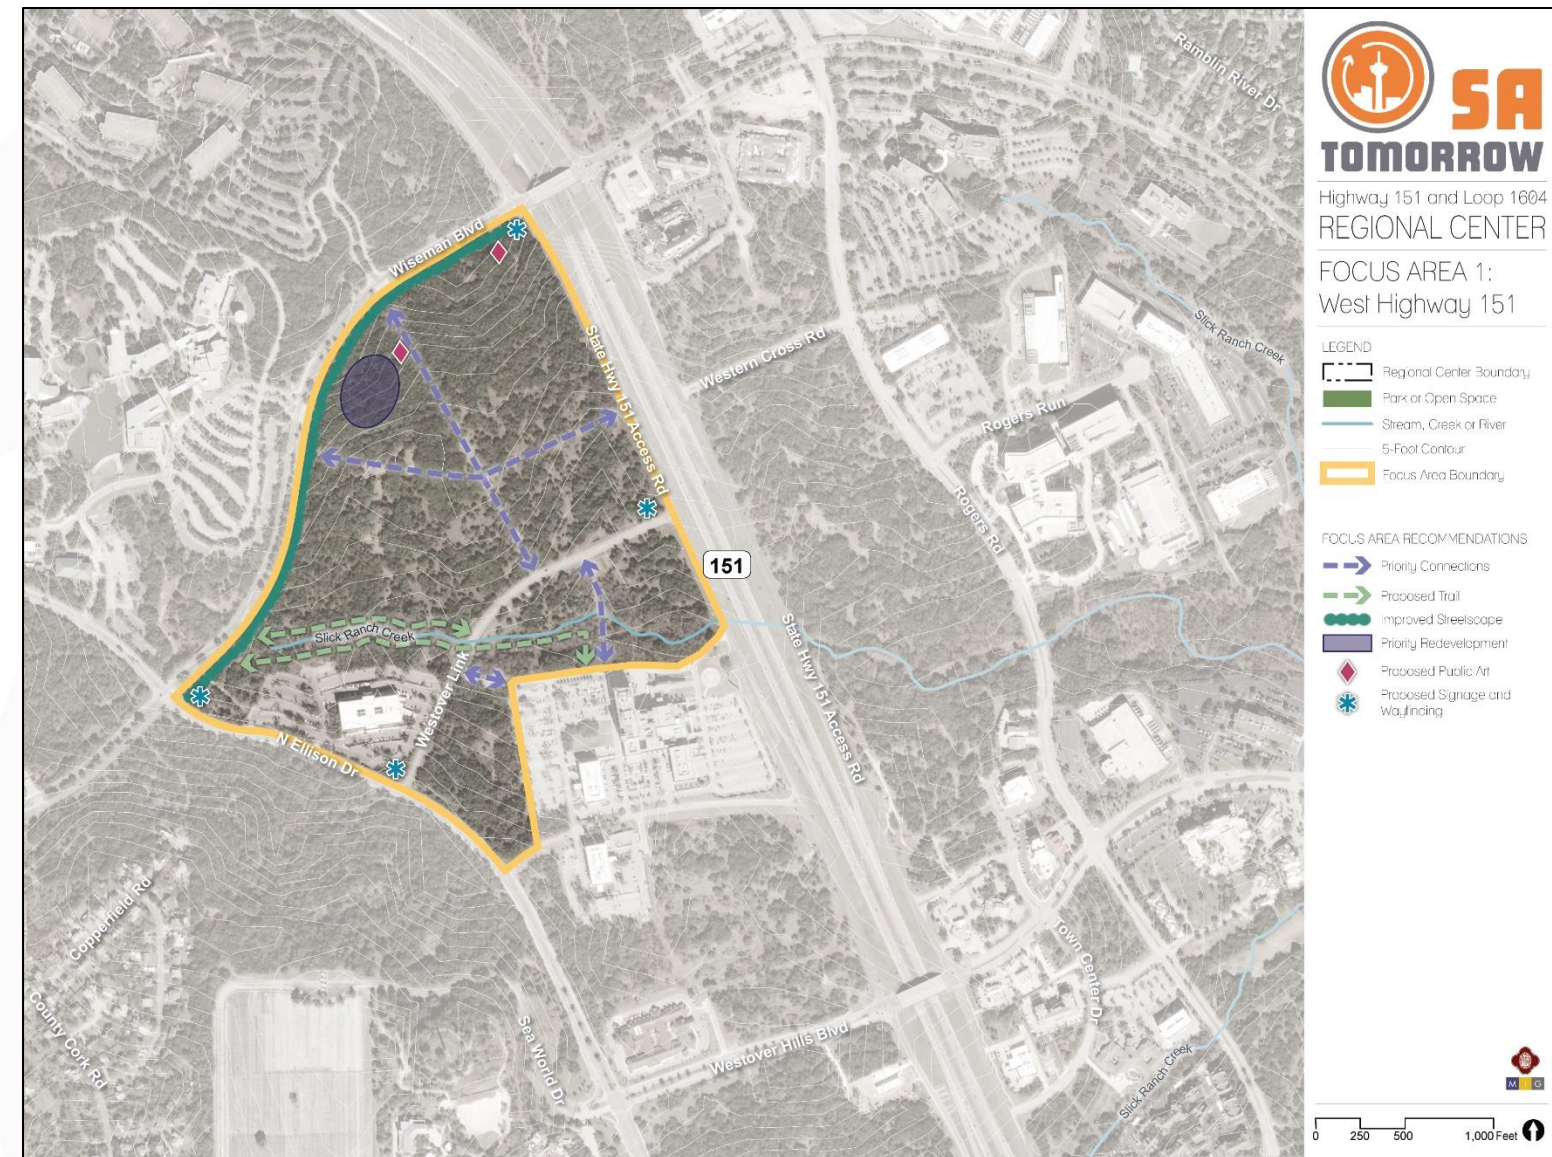 Ramblin River Dr
Wiseman Blvd
State Hwy 151 Access Rd
Western Cross Rd
Slick Ranch Creek
Rogers Run
Rogers Rd
151
Slick Ranch Creek
Westover Link
N Ellison Dr
State Hwy 151 Access Rd
Copperfield Rd
County Cork Rd
Sea World Dr
Westover Hills Blvd
Town Center Dr
Slick Ranch Creek
SA
TOMORROW
Highway 151 and Loop 1604
REGIONAL CENTER
FOCUS AREA 1:
West Highway 151
LEGEND
Regional Center Boundary
Park or Open Space
Stream, Creek or River
5-Foot Contour
Focus Area Boundary
FOCUS AREA RECOMMENDATIONS
Priority Connections
Proposed Trail
Improved Streetscape
Priority Redevelopment
Proposed Public Art
Proposed Signage and
Wayfinding
M I G
0 250 500 1,000 Feet